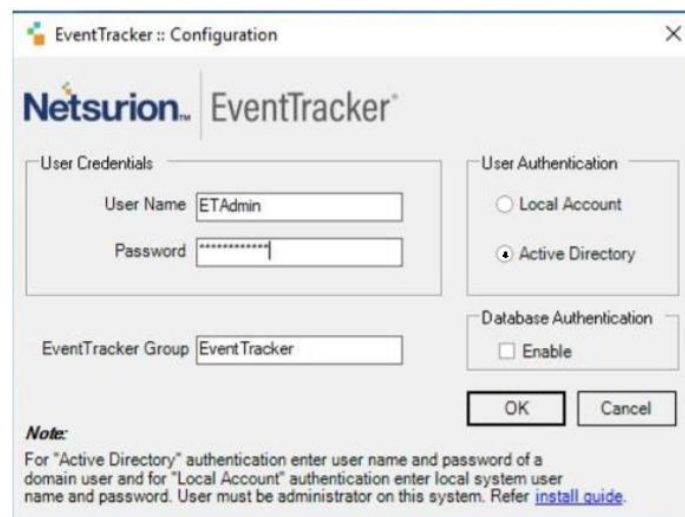 EventTracker :: Configuration
Netsurion™ EventTracker®
User Credentials
User Name ETAdmin
Password ************
EventTracker Group EventTracker
User Authentication
Local Account
Active Directory
Database Authentication
Enable
OK Cancel
Note:
For "Active Directory" authentication enter user name and password of a
domain user and for "Local Account" authentication enter local system user
name and password. User must be administrator on this system. Refer install guide.